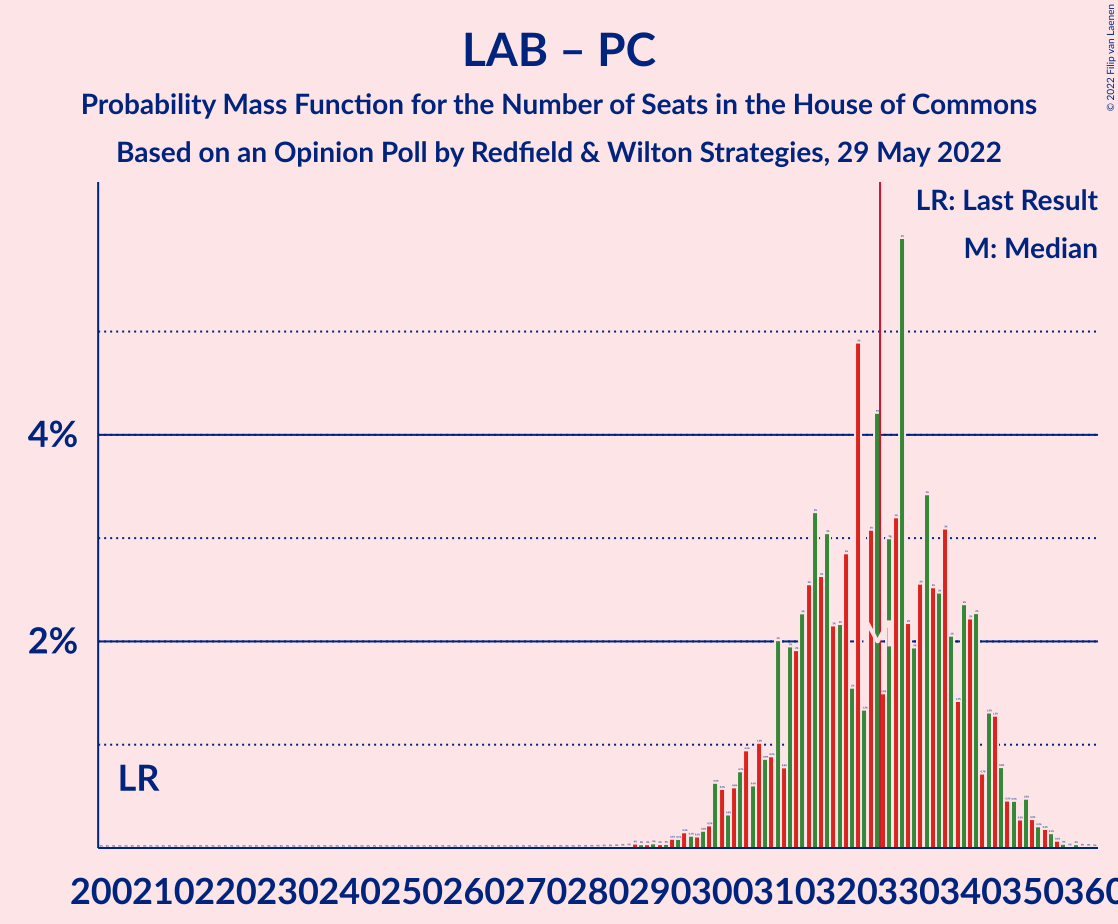 LAB – PC
Probability Mass Function for the Number of Seats in the House of Commons
Based on an Opinion Poll by Redfield & Wilton Strategies, 29 May 2022
© 2022 Filip van Laenen
LR: Last Result
M: Median
4%
2%
LR
200210220230240250260270280290300310320330340350360